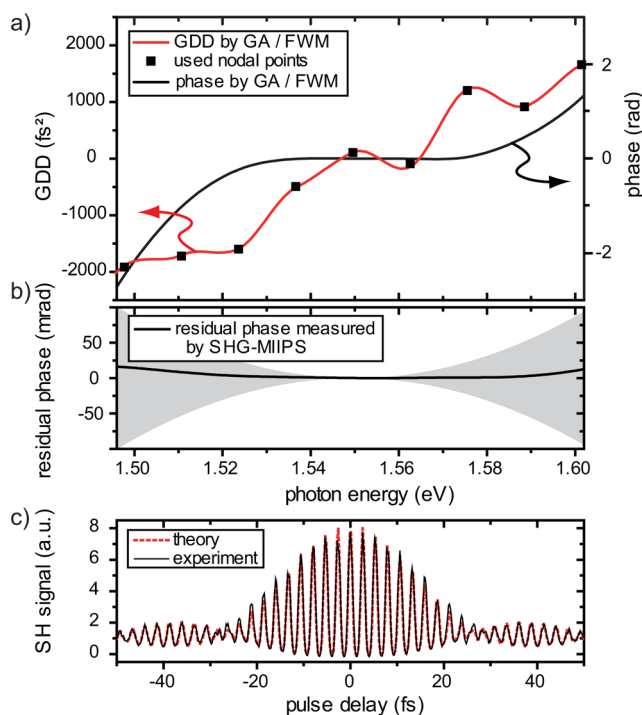 a)
2000
1000
0
-1000
-2000
GDD (fs²)
GDD by GA / FWM
used nodal points
phase by GA / FWM
2
0
-2
phase (rad)
b)
50
0
-50
residual phase (mrad)
residual phase measured
by SHG-MIIPS
1.50 1.52 1.54 1.56 1.58 1.60
photon energy (eV)
c)
8
6
4
2
0
SH signal (a.u.)
theory
experiment
-40 -20 0 20 40
pulse delay (fs)